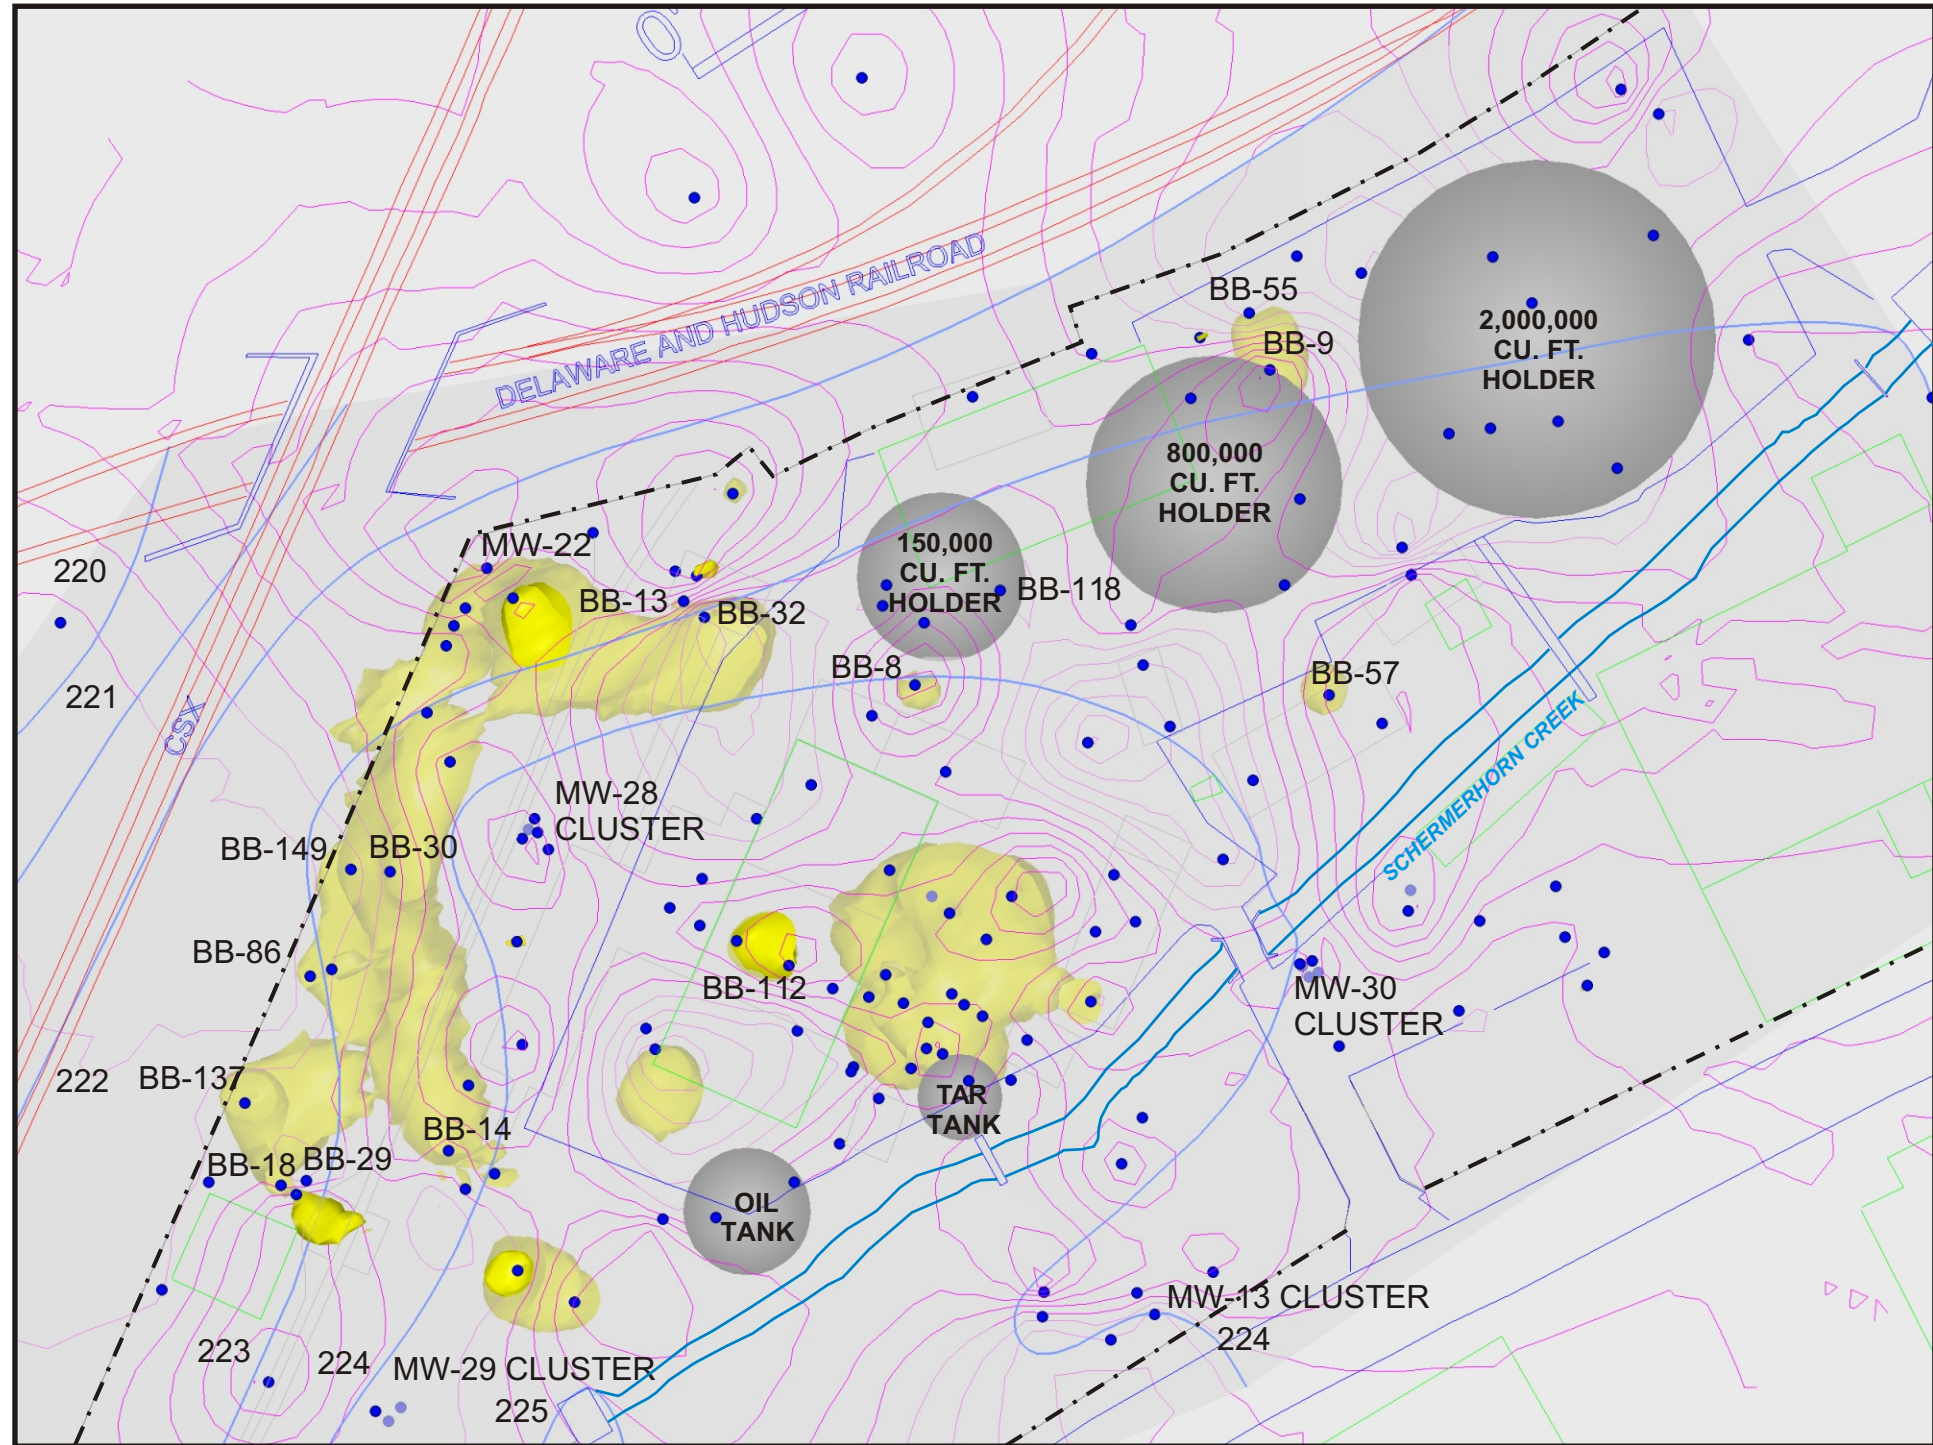 DELAWARE AND HUDSON RAILROAD
BB-55
BB-9
2,000,000
CU. FT.
HOLDER
800,000
CU. FT.
HOLDER
150,000
CU. FT.
HOLDER
MW-22
BB-13
BB-32
BB-118
220
BB-8
BB-57
221
CSX
SCHERMERHORN CREEK
MW-28
CLUSTER
BB-149
BB-30
BB-86
BB-112
MW-30
CLUSTER
222
BB-137
TAR
TANK
BB-14
BB-18
BB-29
OIL
TANK
MW-13 CLUSTER
224
223
224
MW-29 CLUSTER
225